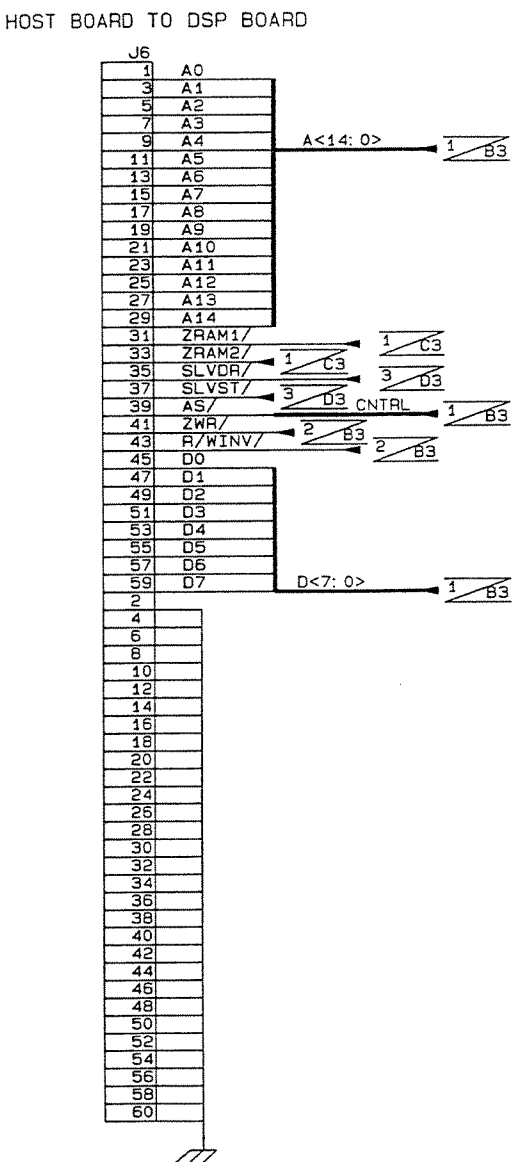 HOST BOARD TO DSP BOARD
J6
1 A0
3 A1
5 A2
7 A3
9 A4 A<14:0> 1 B3
11 A5
13 A6
15 A7
17 A8
19 A9
21 A10
23 A11
25 A12
27 A13
29 A14
31 ZRAM1/ 1 C3
33 ZRAM2/ 1 C3
35 SLVDR/ 3 D3
37 SLVST/ 3 D3
39 AS/ CNTRL 1 B3
41 ZWR/ 2 B3
43 R/WINV/ 2 B3
45 D0
47 D1
49 D2
51 D3
53 D4
55 D5
57 D6
59 D7 D<7:0> 1 B3
2
4
6
8
10
12
14
16
18
20
22
24
26
28
30
32
34
36
38
40
42
44
46
48
50
52
54
56
58
60